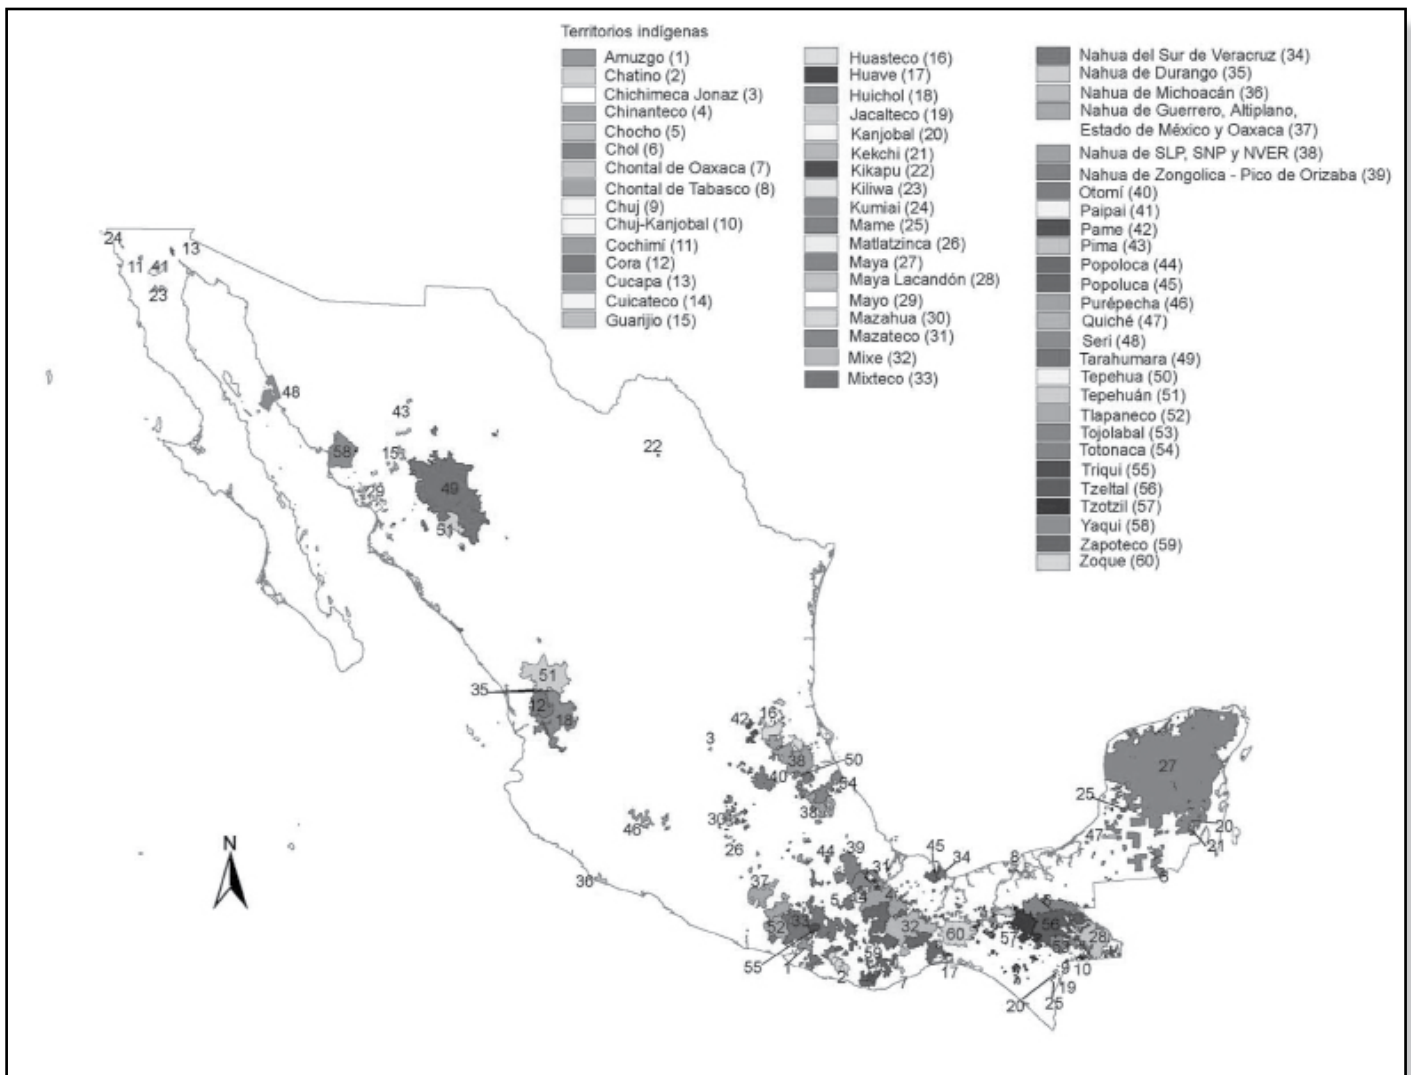 Territorios indígenas
Amuzgo (1)
Chatino (2)
Chichimeca Jonaz (3)
Chinanteco (4)
Chocho (5)
Chol (6)
Chontal de Oaxaca (7)
Chontal de Tabasco (8)
Chuj (9)
Chuj-Kanjobal (10)
Cochimí (11)
Cora (12)
Cucapa (13)
Cuicateco (14)
Guarijio (15)
Huasteco (16)
Huave (17)
Huichol (18)
Jacalteco (19)
Kanjobal (20)
Kekchi (21)
Kikapu (22)
Kiliwa (23)
Kumiai (24)
Mame (25)
Matlatzinca (26)
Maya (27)
Maya Lacandón (28)
Mayo (29)
Mazahua (30)
Mazateco (31)
Mixe (32)
Mixteco (33)
Nahua del Sur de Veracruz (34)
Nahua de Durango (35)
Nahua de Michoacán (36)
Nahua de Guerrero, Altiplano,
Estado de México y Oaxaca (37)
Nahua de SLP, SNP y NVER (38)
Nahua de Zongolica - Pico de Orizaba (39)
Otomí (40)
Paipai (41)
Pame (42)
Pima (43)
Popoloca (44)
Popoluca (45)
Purépecha (46)
Quiché (47)
Seri (48)
Tarahumara (49)
Tepehua (50)
Tepehuán (51)
Tlapaneco (52)
Tojolabal (53)
Totonaca (54)
Triqui (55)
Tzeltal (56)
Tzotzil (57)
Yaqui (58)
Zapoteco (59)
Zoque (60)
24
13
11
41
23
48
43
22
58
15
29
49
51
51
35
12
18
42
16
3
38
50
40
54
38
30
46
26
27
25
47
20
21
6
36
44
39
31
45
34
8
37
5
4
52
33
32
60
57
56
53
28
55
1
2
59
7
17
9
10
19
20
25
N